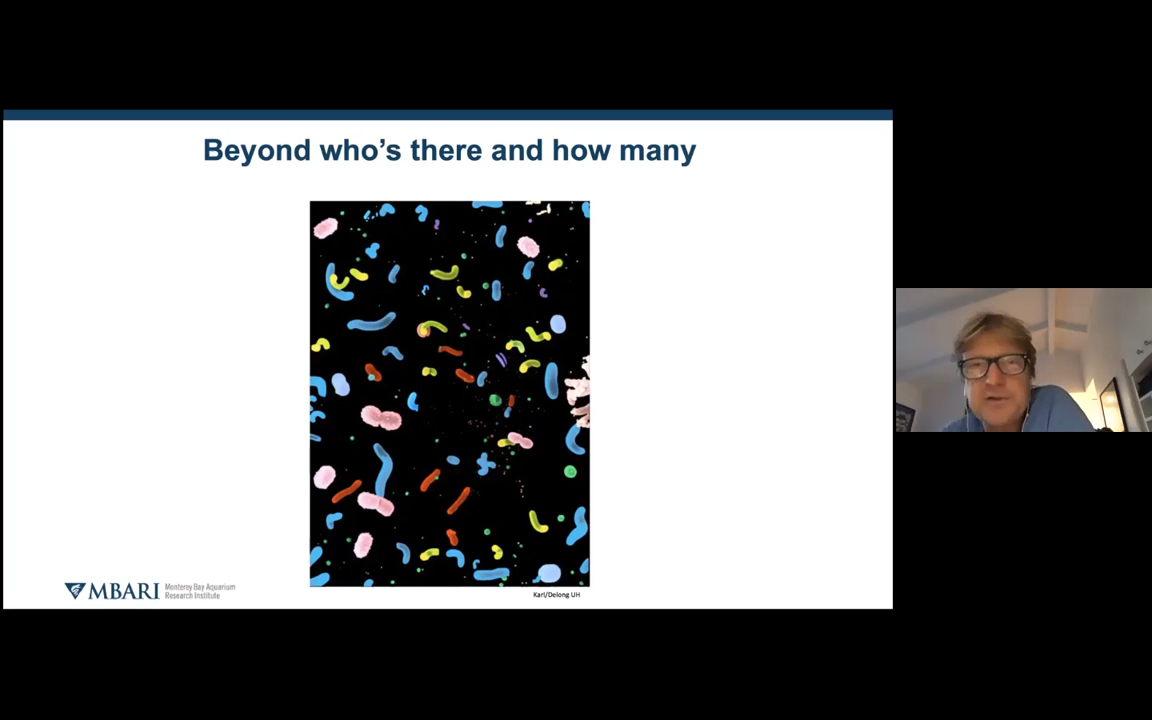 Beyond who's there and how many
MBARI
Monterey Bay Aquarium
Research Institute
Karl/Delong UH